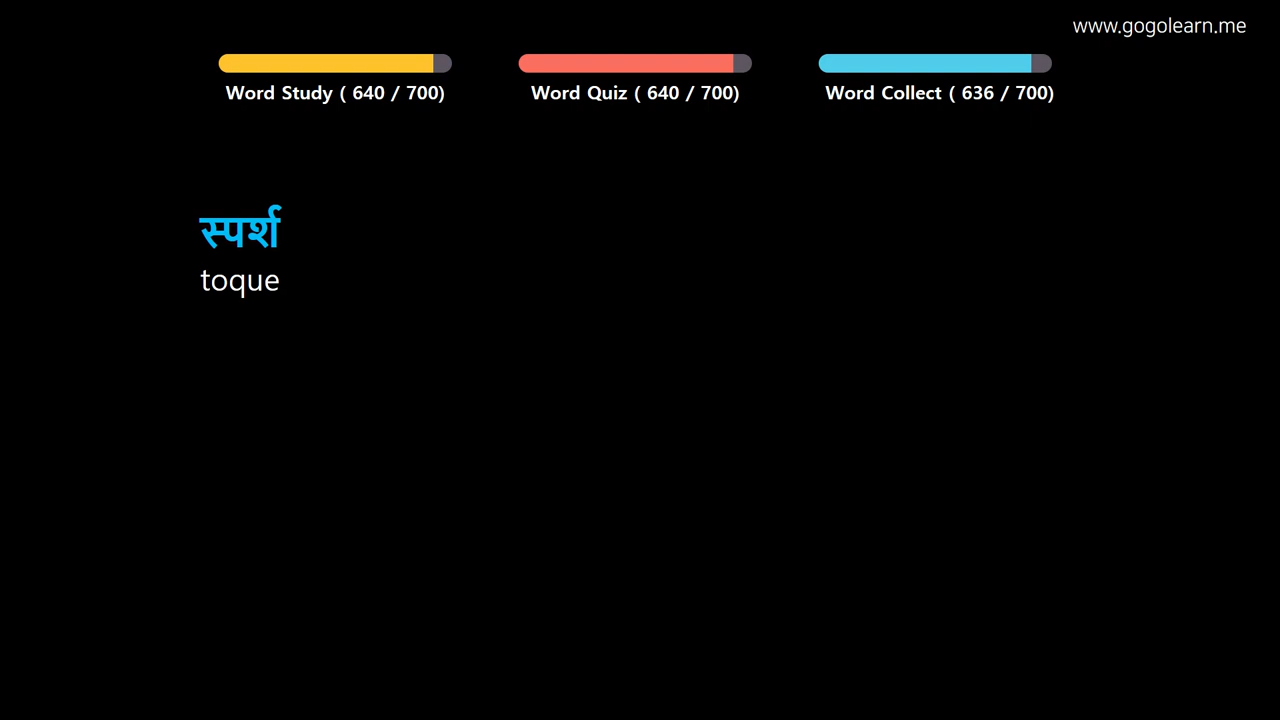 www.gogolearn.me
Word Study ( 640 / 700)
Word Quiz ( 640 / 700)
Word Collect ( 636 / 700)
स्पर्श
toque